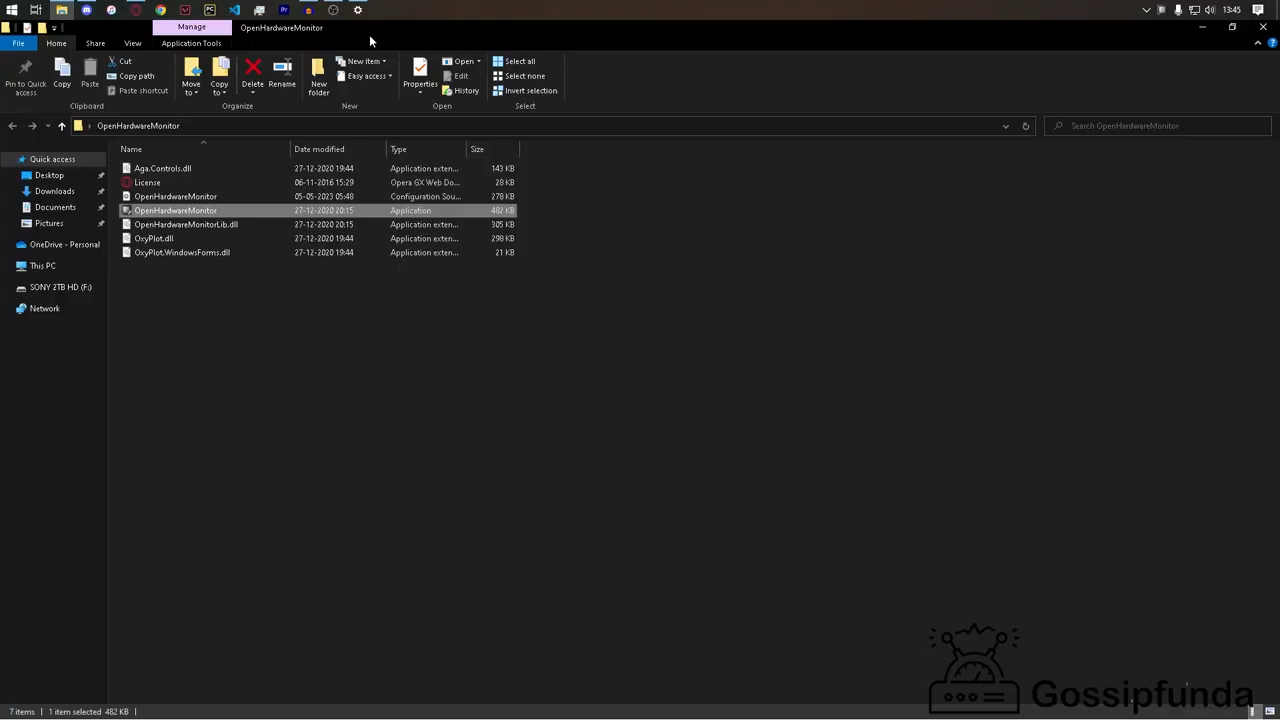 13:45
Manage
OpenHardwareMonitor
File
Home
Share
View
Application Tools
Pin to Quick access
Copy
Paste
Cut
Copy path
Paste shortcut
Clipboard
Move to
Copy to
Delete
Rename
Organize
New folder
New item
Easy access
New
Properties
Open
Edit
History
Open
Select all
Select none
Invert selection
Select
OpenHardwareMonitor
Search OpenHardwareMonitor
Name
Date modified
Type
Size
Quick access
Desktop
Downloads
Documents
Pictures
OneDrive - Personal
This PC
SONY 2TB HD (F:)
Network
Aga.Controls.dll 27-12-2020 19:44 Application exten... 143 KB
License 06-11-2016 15:29 Opera GX Web Do... 28 KB
OpenHardwareMonitor 05-05-2023 05:48 Configuration Sou... 278 KB
OpenHardwareMonitor 27-12-2020 20:15 Application 482 KB
OpenHardwareMonitorLib.dll 27-12-2020 20:15 Application exten... 305 KB
OxyPlot.dll 27-12-2020 19:44 Application exten... 298 KB
OxyPlot.WindowsForms.dll 27-12-2020 19:44 Application exten... 21 KB
Gossipfunda
7 items
1 item selected 482 KB